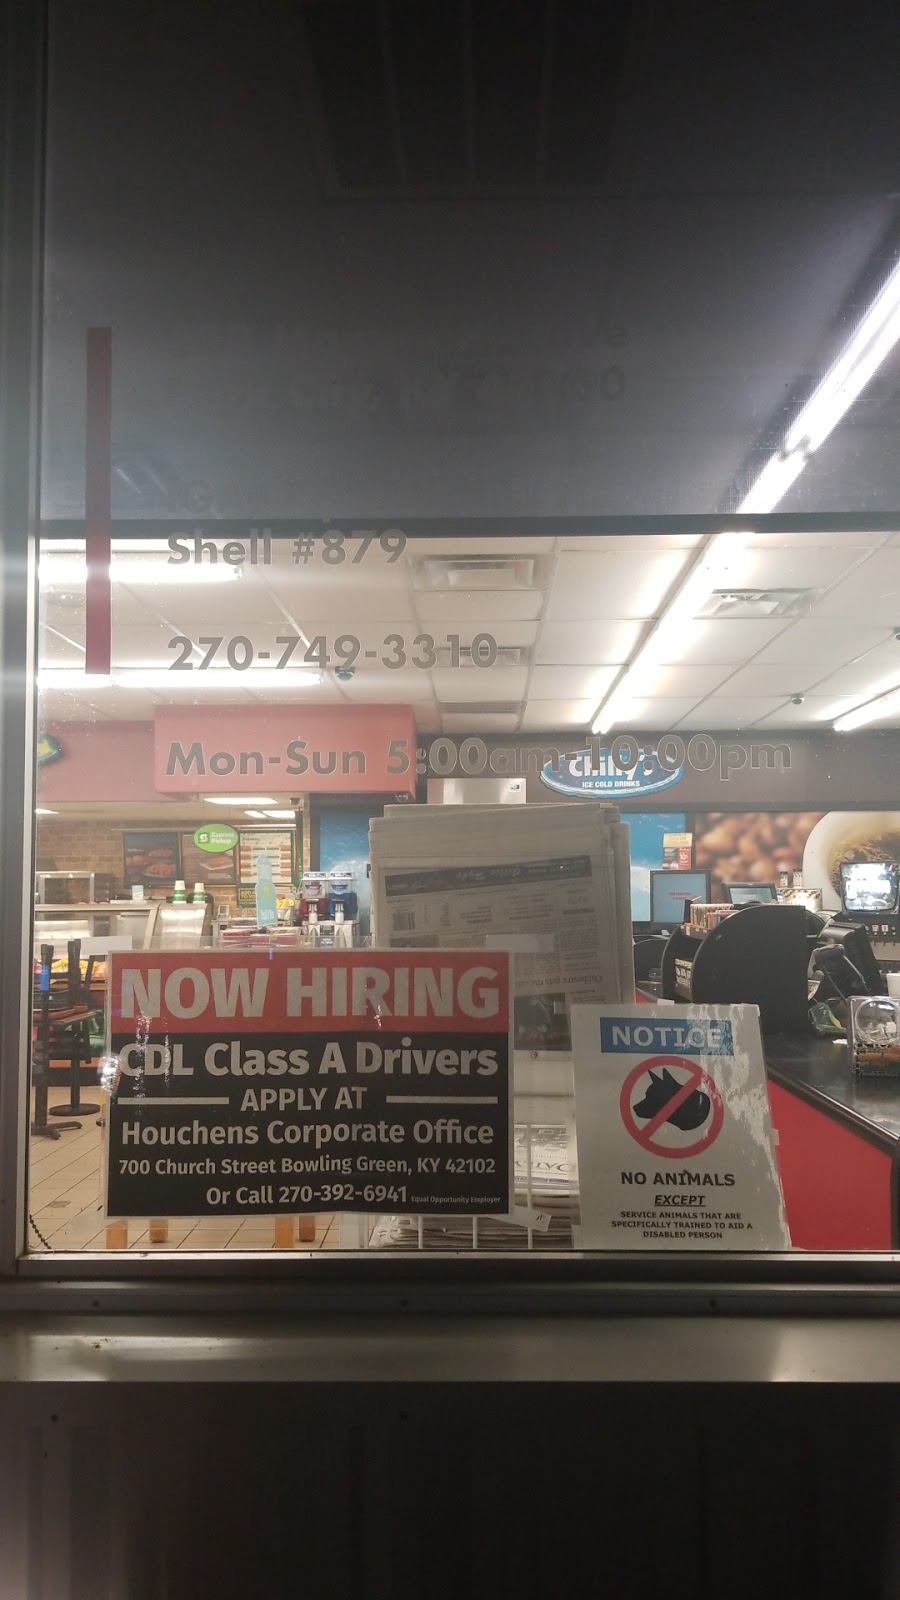 Shell #879
270-749-3310
Mon-Sun 5:00am-10:00pm
Chilly's
ICE COLD DRINKS
Express
Pickup
NOW HIRING
CDL Class A Drivers
APPLY AT
Houchens Corporate Office
700 Church Street Bowling Green, KY 42102
Or Call 270-392-6941 Equal Opportunity Employer
NOTICE
NO ANIMALS
EXCEPT
SERVICE ANIMALS THAT ARE
SPECIFICALLY TRAINED TO AID A
DISABLED PERSON